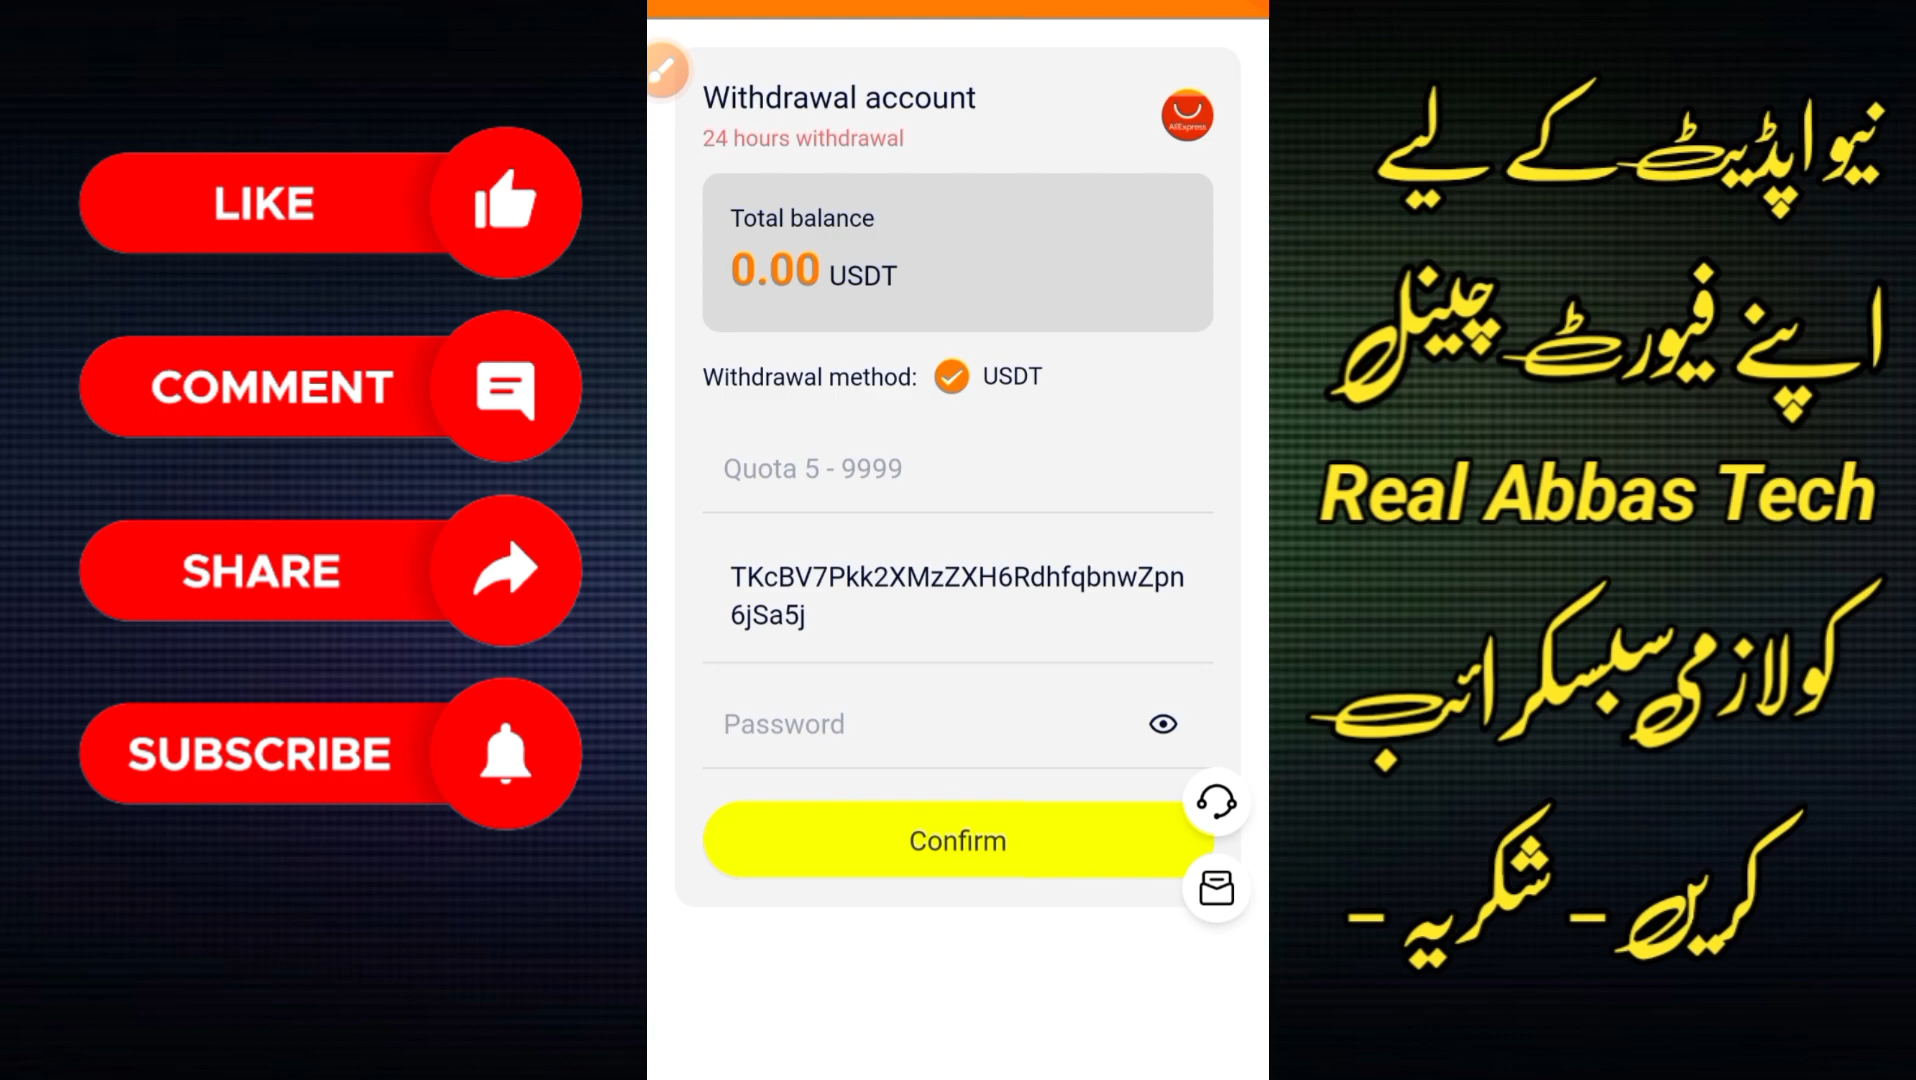 LIKE
COMMENT
SHARE
SUBSCRIBE
Withdrawal account
24 hours withdrawal
AliExpress
Total balance
0.00 USDT
Withdrawal method: USDT
Quota 5 - 9999
TKcBV7Pkk2XMzZXH6RdhfqbnwZpn
6jSa5j
Password
Confirm
نیو اپڈیٹ کے لیے
اپنے فیورٹ چینل
Real Abbas Tech
کو لازمی سبسکرائب
کریں - شکریہ -